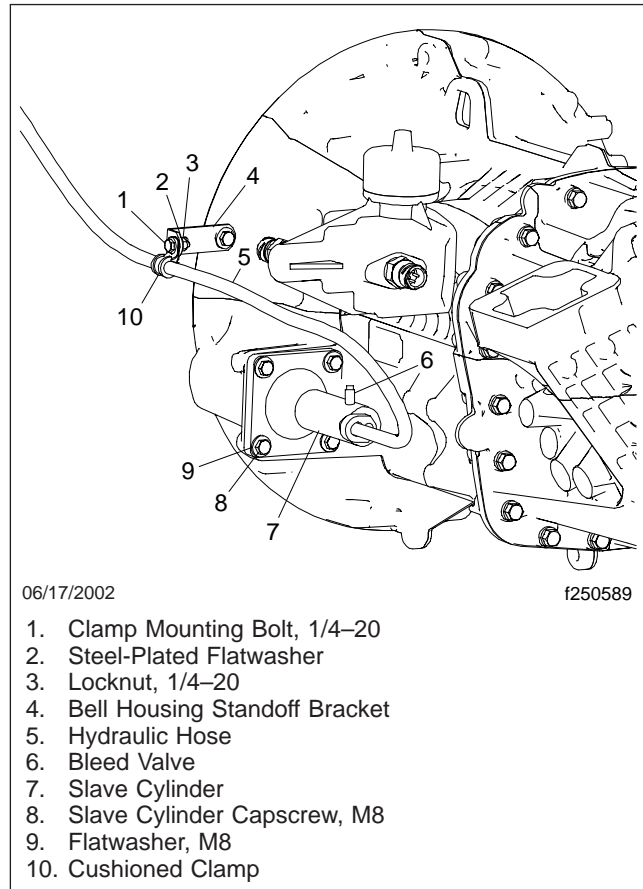 1
2
3
4
5
10
6
9
8
7
06/17/2002
f250589
1. Clamp Mounting Bolt, 1/4–20
2. Steel-Plated Flatwasher
3. Locknut, 1/4–20
4. Bell Housing Standoff Bracket
5. Hydraulic Hose
6. Bleed Valve
7. Slave Cylinder
8. Slave Cylinder Capscrew, M8
9. Flatwasher, M8
10. Cushioned Clamp